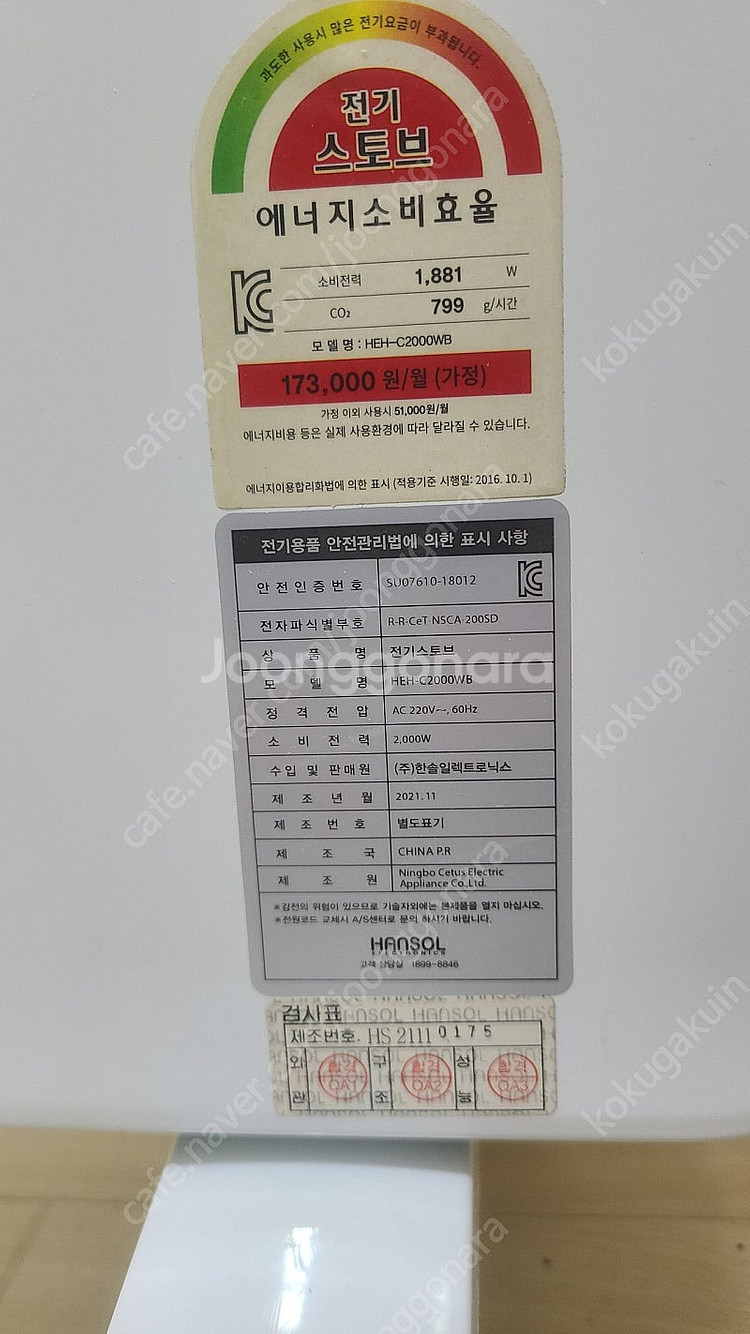 과도한 사용시 많은 전기요금이 부과됩니다.
전기
스토브
에너지소비효율
소비전력 1,881 W
CO₂ 799 g/시간
모델명 : HEH-C2000WB
173,000 원/월 (가정)
가정 이외 사용시 51,000원/월
에너지비용 등은 실제 사용환경에 따라 달라질 수 있습니다.
에너지이용합리화법에 의한 표시 (적용기준 시행일: 2016. 10. 1)
전기용품 안전관리법에 의한 표시 사항
안전인증번호 SU07610-18012
전자파식별부호 R-R-CeT-NSCA-200SD
상품명 전기스토브
모델명 HEH-C2000WB
정격전압 AC 220V~, 60Hz
소비전력 2,000W
수입 및 판매원 (주)한솔일렉트로닉스
제조년월 2021.11
제조번호 별도표기
제조국 CHINA P.R
제조원 Ningbo Cetus Electric
Appliance Co.Ltd.
※감전의 위험이 있으므로 기술자외에는 본제품을 열지 마십시오.
※전원코드 교체시 A/S센터로 문의 하시기 바랍니다.
HANSOL
ELECTRONICS
고객 상담실 1899-8846
검사표
제조번호. HS 2111 0175
외관 합격 QA1 구조 합격 QA2 성능 합격 QA3
Joonggonara
cafe.naver.com/joonggonara
kokugakuin